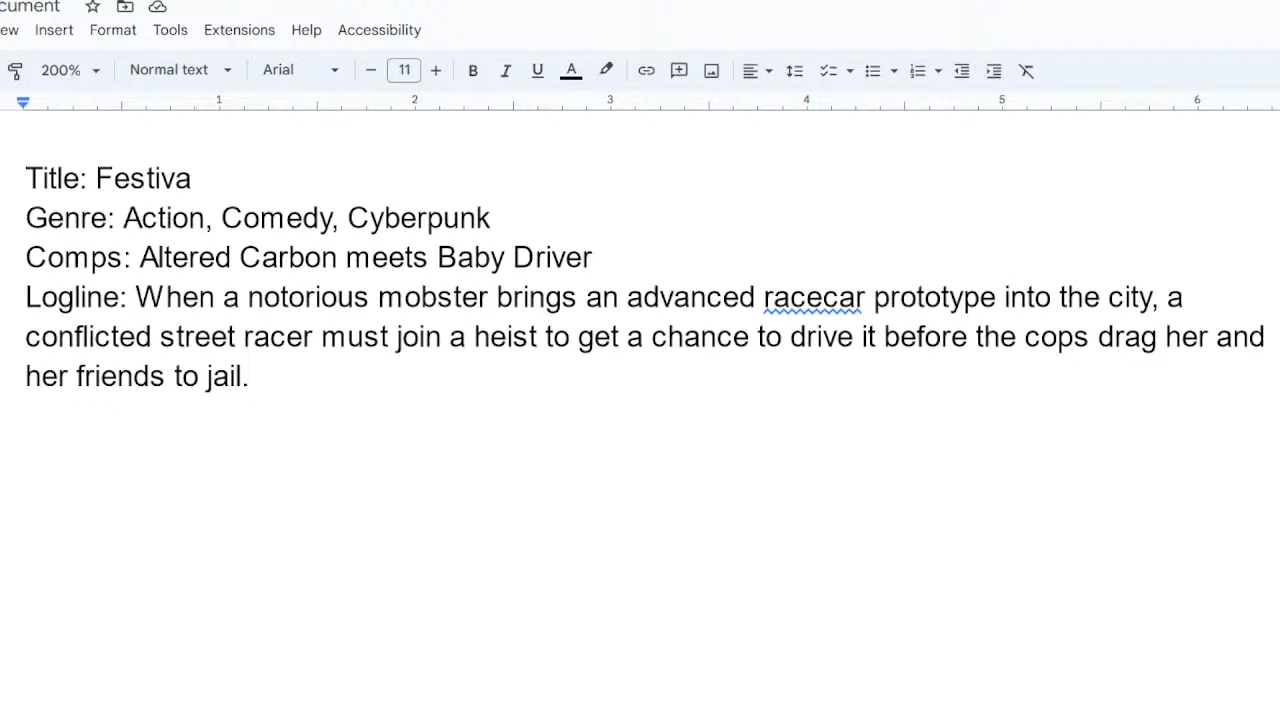 cument
ew Insert Format Tools Extensions Help Accessibility
200% Normal text Arial 11 B I U A
1 2 3 4 5 6
Title: Festiva
Genre: Action, Comedy, Cyberpunk
Comps: Altered Carbon meets Baby Driver
Logline: When a notorious mobster brings an advanced racecar prototype into the city, a
conflicted street racer must join a heist to get a chance to drive it before the cops drag her and
her friends to jail.